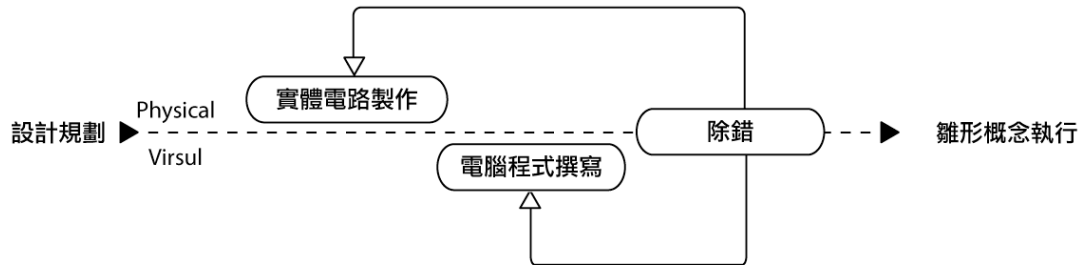 實體電路製作
Physical
設計規劃
除錯
雛形概念執行
Virsul
電腦程式撰寫